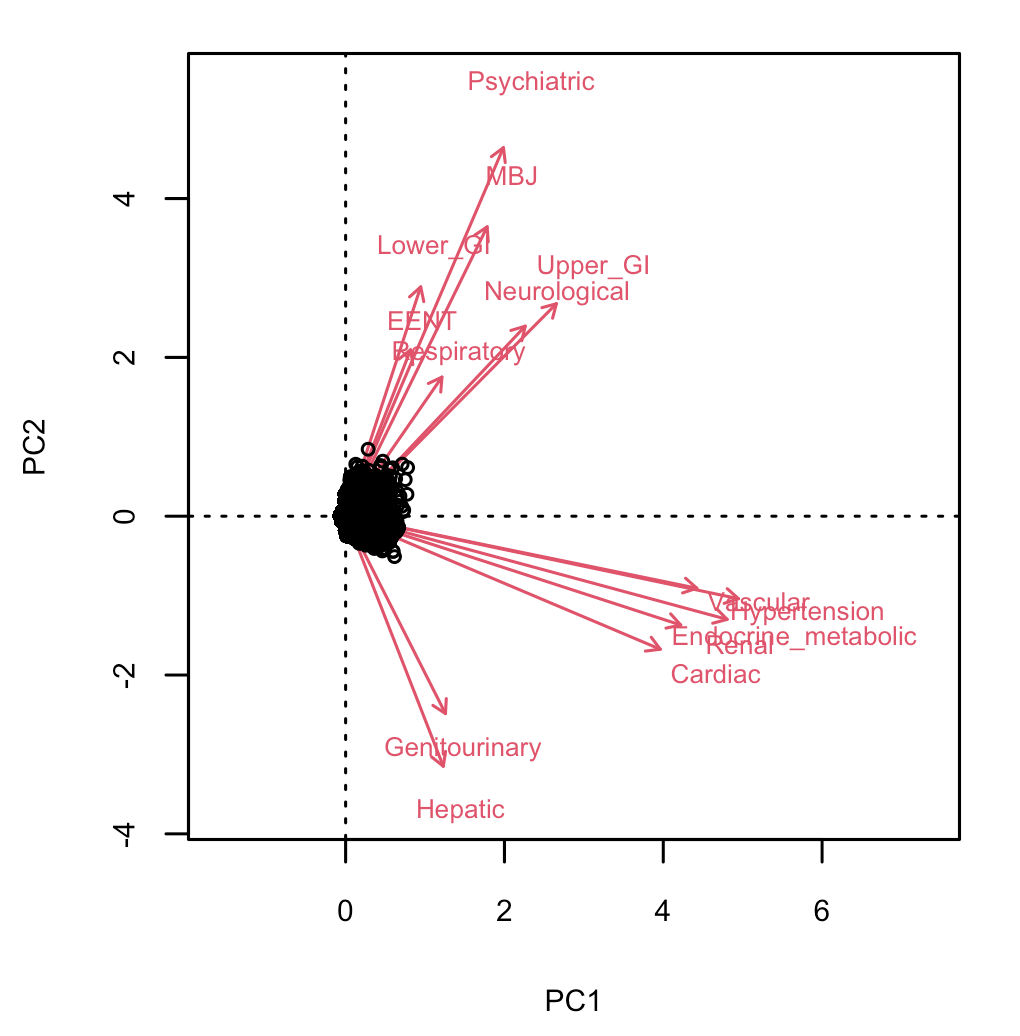 Psychiatric
MBJ
Lower_GI
Upper_GI
Neurological
EENT
Respiratory
Vascular
Hypertension
Endocrine_metabolic
Renal
Cardiac
Genitourinary
Hepatic
4
2
0
-2
-4
PC2
0 2 4 6
PC1